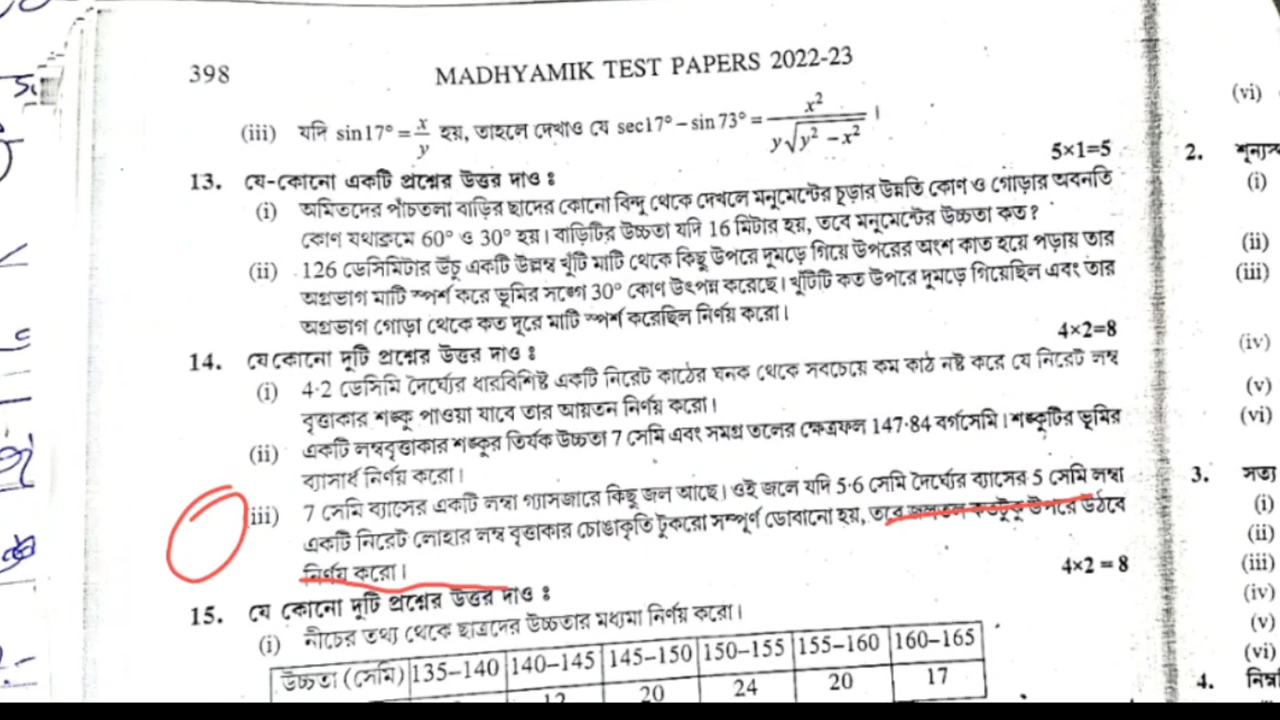 398
MADHYAMIK TEST PAPERS 2022-23
(iii) যদি sin17° = x/y হয়, তাহলে দেখাও যে sec17° – sin 73° = x²/(y√(y² – x²)) ।
13. যে-কোনো একটি প্রশ্নের উত্তর দাও ঃ 5×1=5
(i) অমিতদের পাঁচতলা বাড়ির ছাদের কোনো বিন্দু থেকে দেখলে মনুমেন্টের চূড়ার উন্নতি কোণ ও গোড়ার অবনতি
কোণ যথাক্রমে 60° ও 30° হয়। বাড়িটির উচ্চতা যদি 16 মিটার হয়, তবে মনুমেন্টের উচ্চতা কত?
(ii) 126 ডেসিমিটার উঁচু একটি উল্লম্ব খুঁটি মাটি থেকে কিছু উপরে দুমড়ে গিয়ে উপরের অংশ কাত হয়ে পড়ায় তার
অগ্রভাগ মাটি স্পর্শ করে ভূমির সঙ্গে 30° কোণ উৎপন্ন করেছে। খুঁটিটি কত উপরে দুমড়ে গিয়েছিল এবং তার
অগ্রভাগ গোড়া থেকে কত দূরে মাটি স্পর্শ করেছিল নির্ণয় করো।
14. যে কোনো দুটি প্রশ্নের উত্তর দাও ঃ 4×2=8
(i) 4·2 ডেসিমি দৈর্ঘ্যের ধারবিশিষ্ট একটি নিরেট কাঠের ঘনক থেকে সবচেয়ে কম কাঠ নষ্ট করে যে নিরেট লম্ব
বৃত্তাকার শঙ্কু পাওয়া যাবে তার আয়তন নির্ণয় করো।
(ii) একটি লম্ববৃত্তাকার শঙ্কুর তির্যক উচ্চতা 7 সেমি এবং সমগ্র তলের ক্ষেত্রফল 147·84 বর্গসেমি। শঙ্কুটির ভূমির
ব্যাসার্ধ নির্ণয় করো।
iii) 7 সেমি ব্যাসের একটি লম্বা গ্যাসজারে কিছু জল আছে। ওই জলে যদি 5·6 সেমি দৈর্ঘ্যের ব্যাসের 5 সেমি লম্বা
একটি নিরেট লোহার লম্ব বৃত্তাকার চোঙাকৃতি টুকরো সম্পূর্ণ ডোবানো হয়, তবে জলতল কতটুকু উপরে উঠবে
নির্ণয় করো।
15. যে কোনো দুটি প্রশ্নের উত্তর দাও ঃ 4×2 = 8
(i) নীচের তথ্য থেকে ছাত্রদের উচ্চতার মধ্যমা নির্ণয় করো।
উচ্চতা (সেমি) 135–140 140–145 145–150 150–155 155–160 160–165
12 20 24 20 17
(vi)
2.
(i)
(ii)
(iii)
(iv)
(v)
(vi)
3. সত্য
(i)
(ii)
(iii)
(iv)
(v)
(vi)
4.